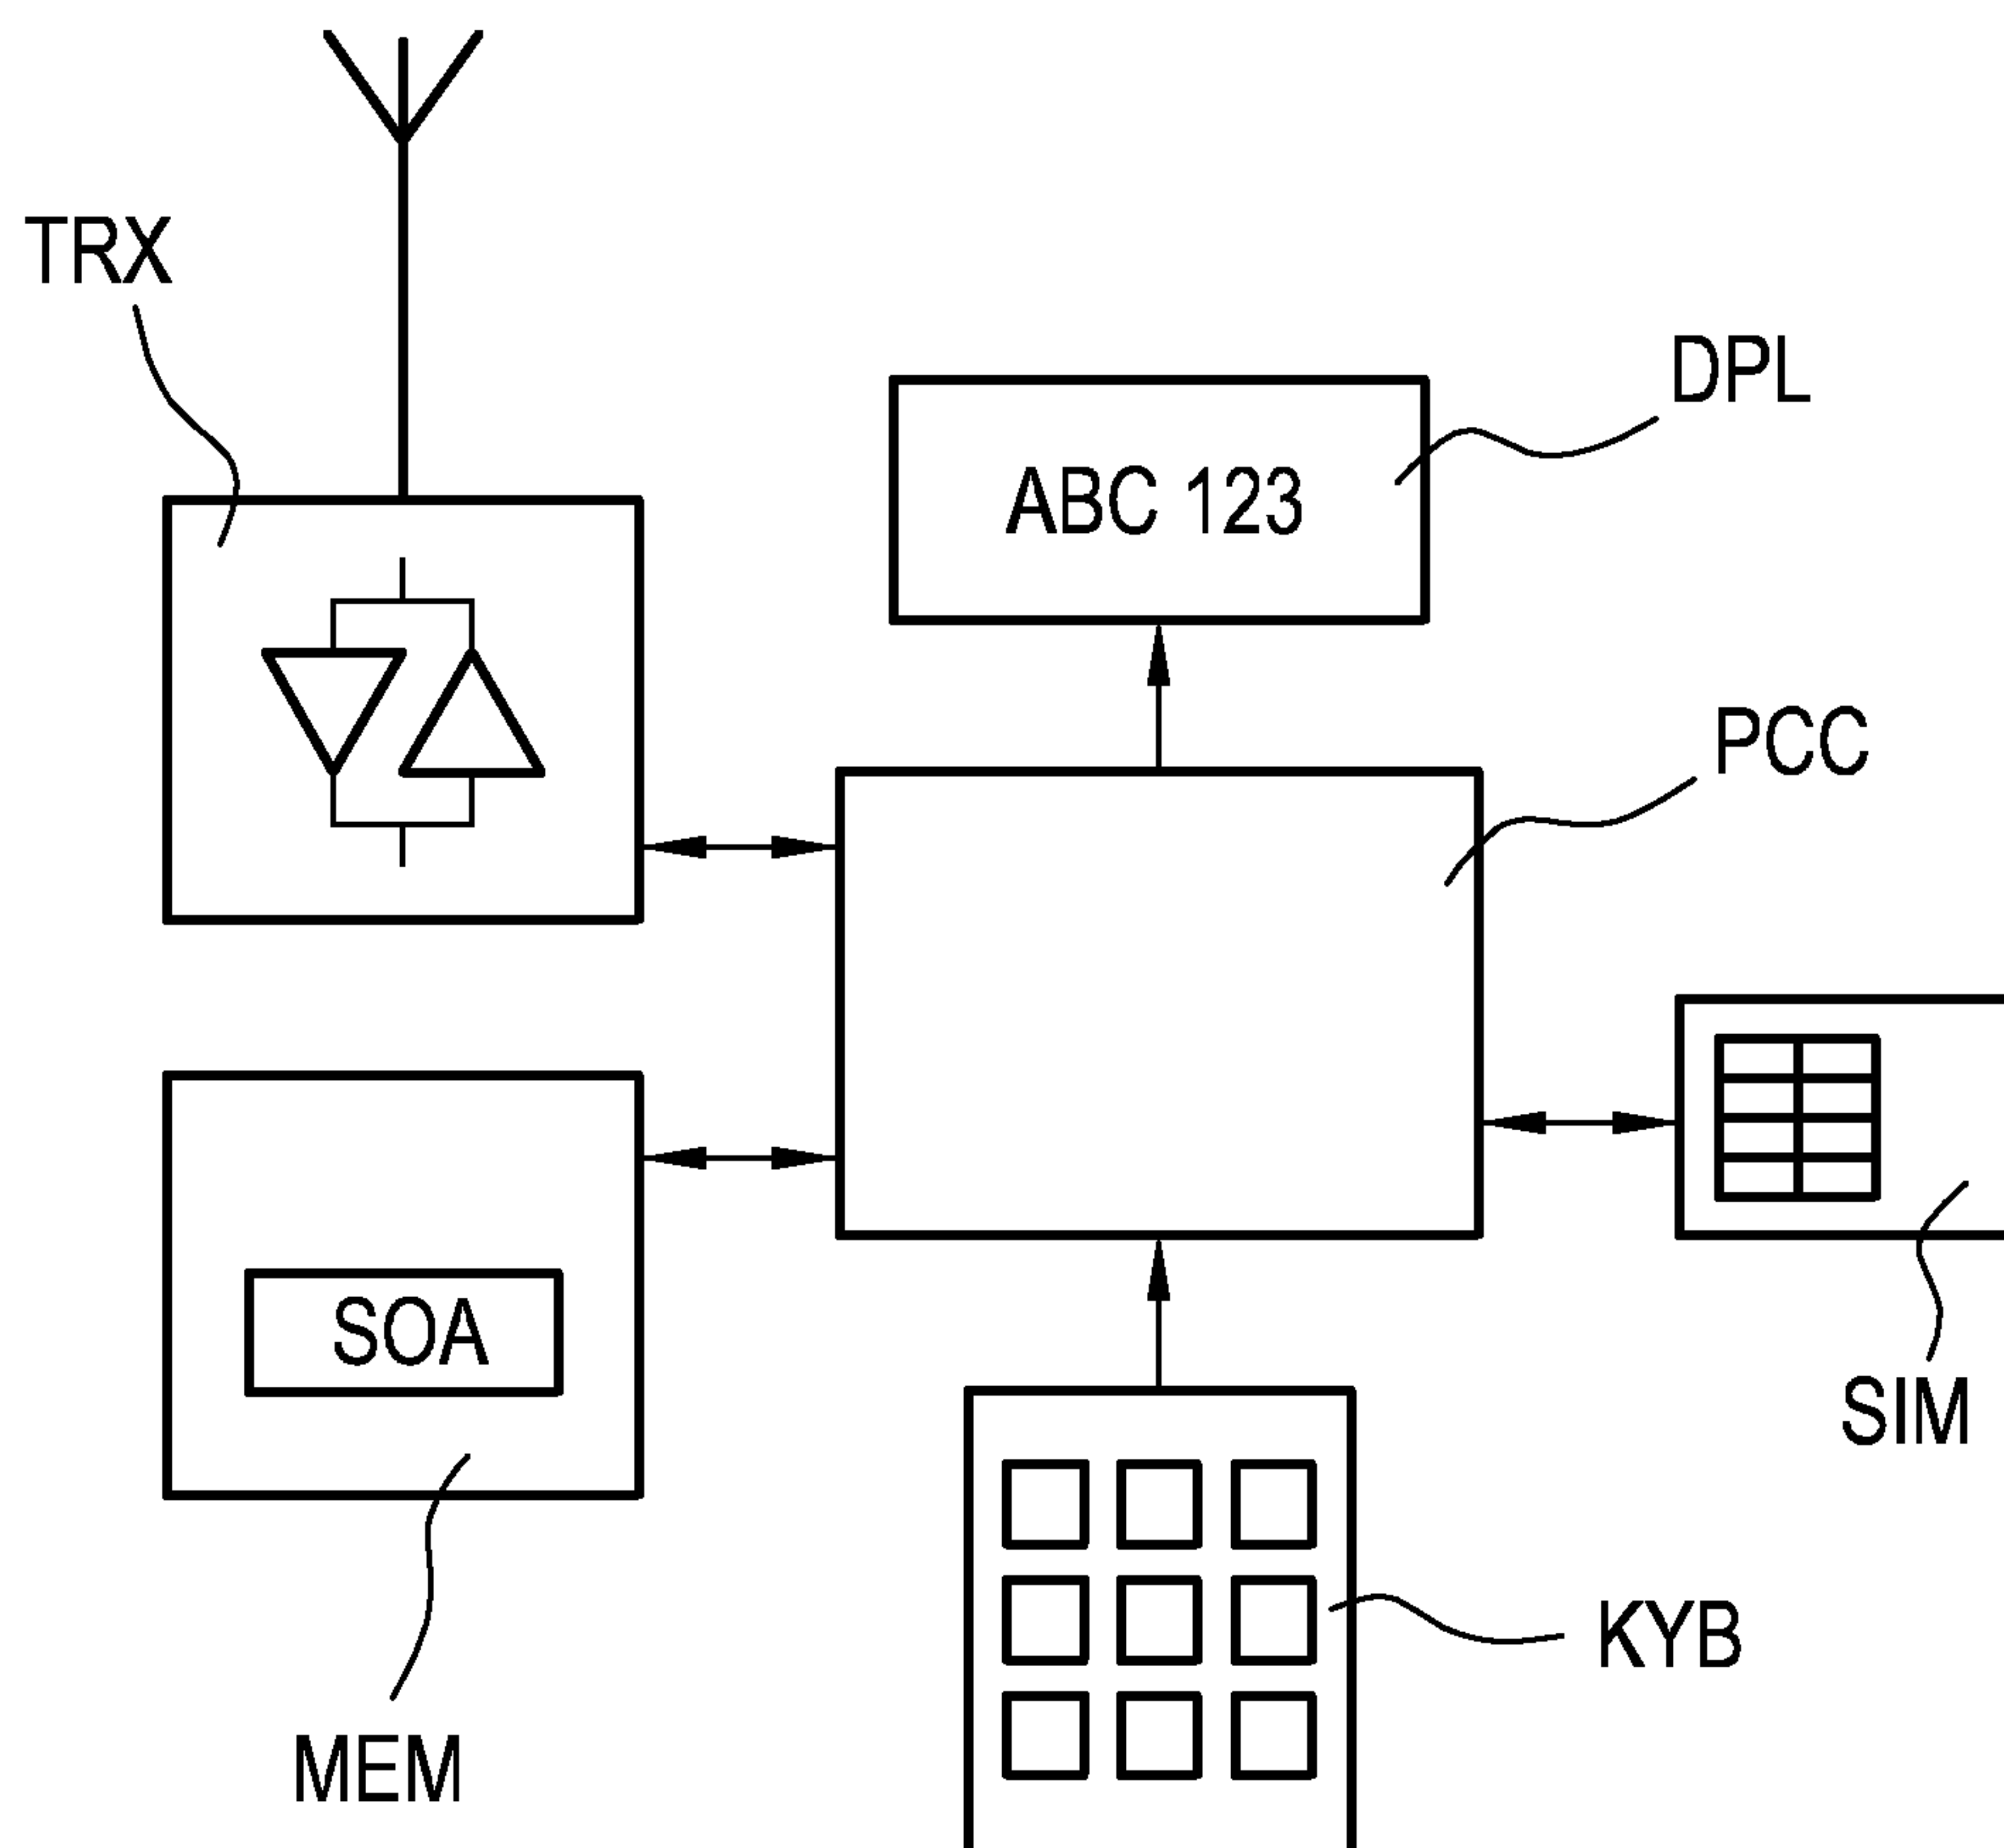 TRX
DPL
ABC 123
PCC
SOA
SIM
KYB
MEM